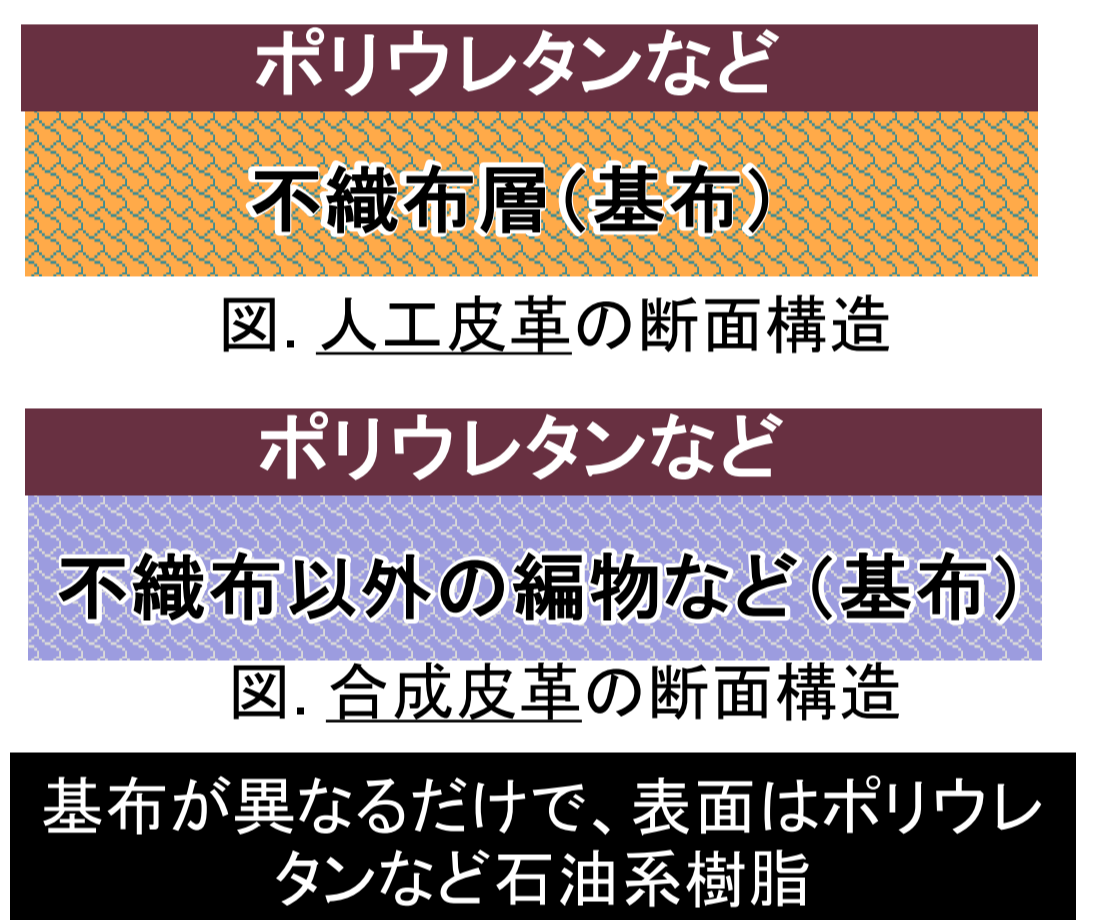 ポリウレタンなど
不織布層(基布)
図. 人工皮革の断面構造
ポリウレタンなど
不織布以外の編物など(基布)
図. 合成皮革の断面構造
基布が異なるだけで、表面はポリウレ
タンなど石油系樹脂